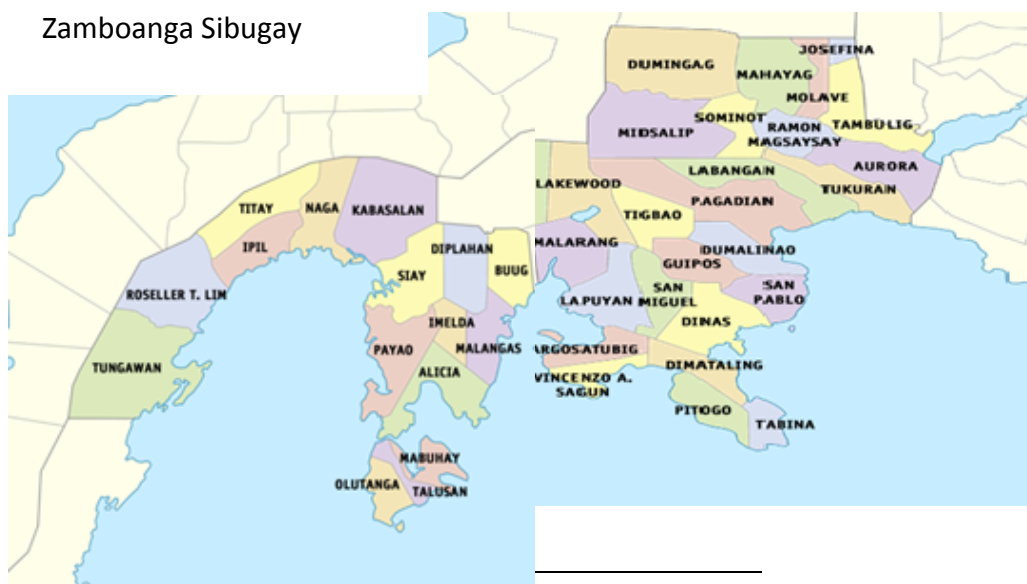 Zamboanga Sibugay
TITAY
NAGA
KABASALAN
IPIL
DIPLAHAN
SIAY
BUUG
ROSELLER T. LIM
IMELDA
PAYAO
MALANGAS
TUNGAWAN
ALICIA
MABUHAY
OLUTANGA
TALUSAN
DUMINGAG
JOSEFINA
MAHAYAG
MOLAVE
SOMINOT
MIDSALIP
RAMON
MAGSAYSAY
TAMBULIG
AURORA
LABANGAN
LAKEWOOD
TUKURAN
PAGADIAN
TIGBAO
MALARANG
DUMALINAO
GUIPOS
SAN
MIGUEL
SAN
PABLO
LAPUYAN
DINAS
ARGOSATUBIG
DIMATALING
VINCENZO A.
SAGUN
PITOGO
TABINA